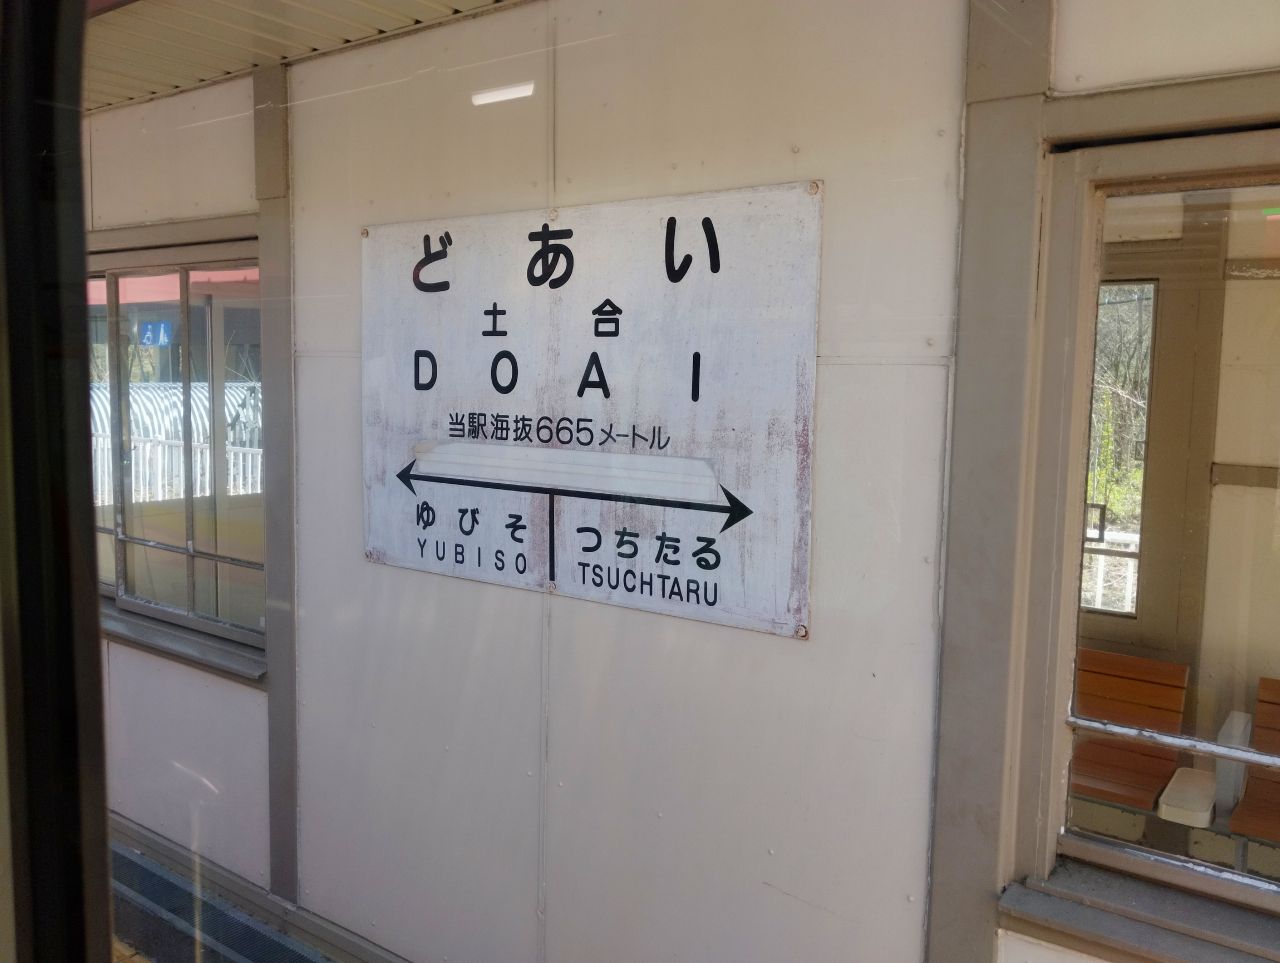 どあい
土合
DOAI
当駅海抜665メートル
ゆびそ つちたる
YUBISO TSUCHTARU